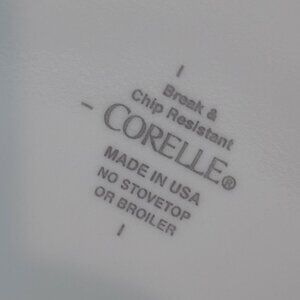 Break &
Chip Resistant
CORELLE®
MADE IN USA
NO STOVETOP
OR BROILER